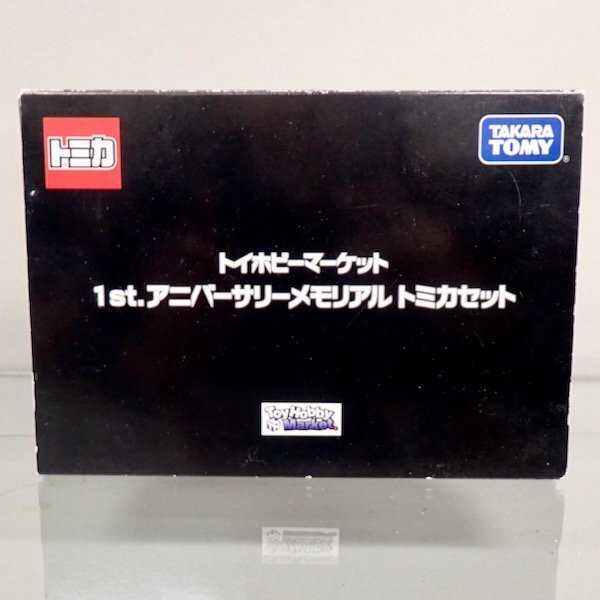 トミカ
TAKARA
TOMY
®
トイホビーマーケット
1st.アニバーサリーメモリアル トミカセット
Toy Hobby
Market